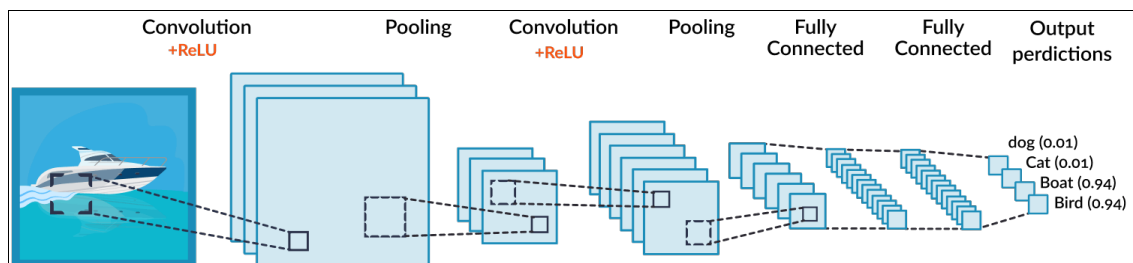 Convolution
+ReLU
Pooling
Convolution
+ReLU
Pooling
Fully
Connected
Fully
Connected
Output
perdictions
dog (0.01)
Cat (0.01)
Boat (0.94)
Bird (0.94)